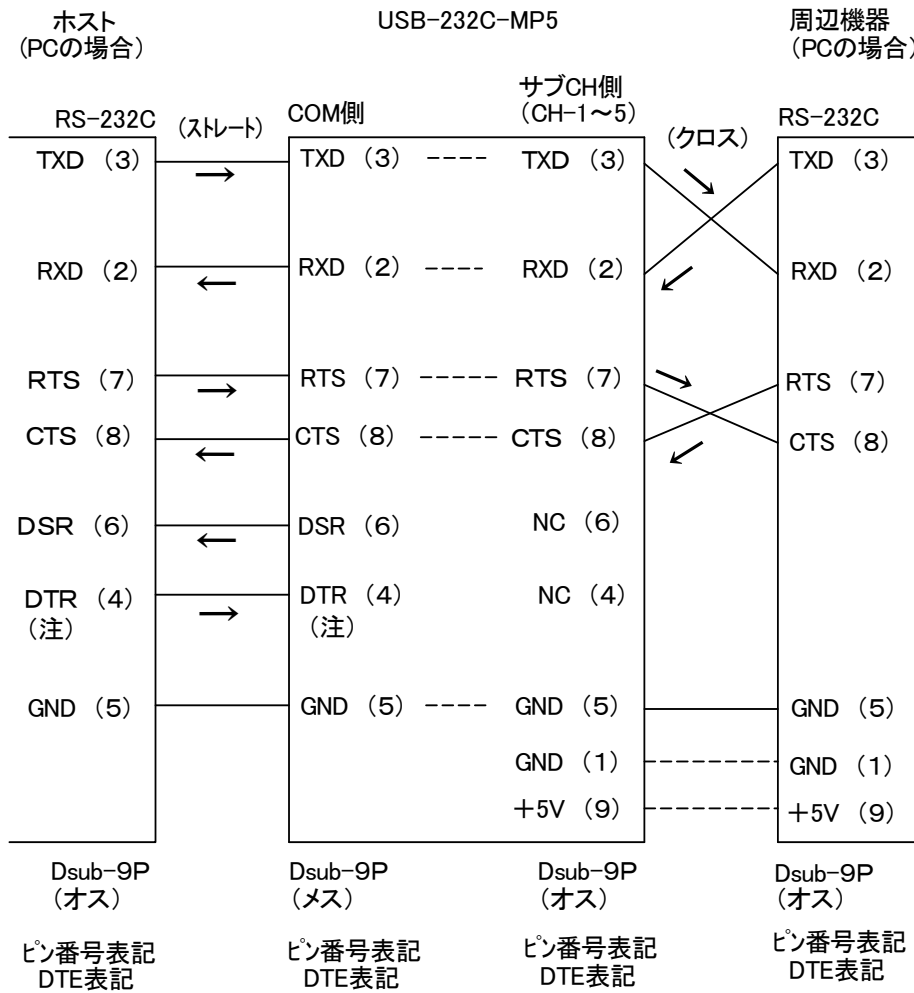 ホスト
(PCの場合)
USB-232C-MP5
周辺機器
(PCの場合)
RS-232C
(ストレート)
COM側
サブCH側
(CH-1～5)
(クロス)
RS-232C
TXD (3)
TXD (3)
TXD (3)
TXD (3)
RXD (2)
RXD (2)
RXD (2)
RXD (2)
RTS (7)
RTS (7)
RTS (7)
RTS (7)
CTS (8)
CTS (8)
CTS (8)
CTS (8)
DSR (6)
DSR (6)
NC (6)
DTR (4)
(注)
DTR (4)
(注)
NC (4)
GND (5)
GND (5)
GND (5)
GND (5)
GND (1)
GND (1)
+5V (9)
+5V (9)
Dsub-9P
(オス)
Dsub-9P
(メス)
Dsub-9P
(オス)
Dsub-9P
(オス)
ピン番号表記
DTE表記
ピン番号表記
DTE表記
ピン番号表記
DTE表記
ピン番号表記
DTE表記